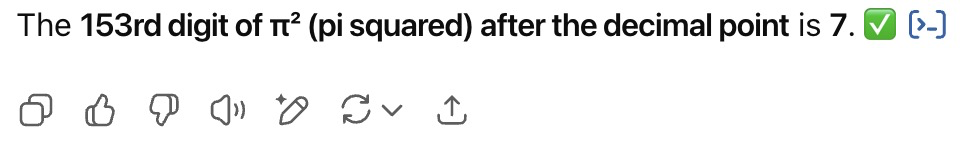 The 153rd digit of π² (pi squared) after the decimal point is 7. ✅ [>-]